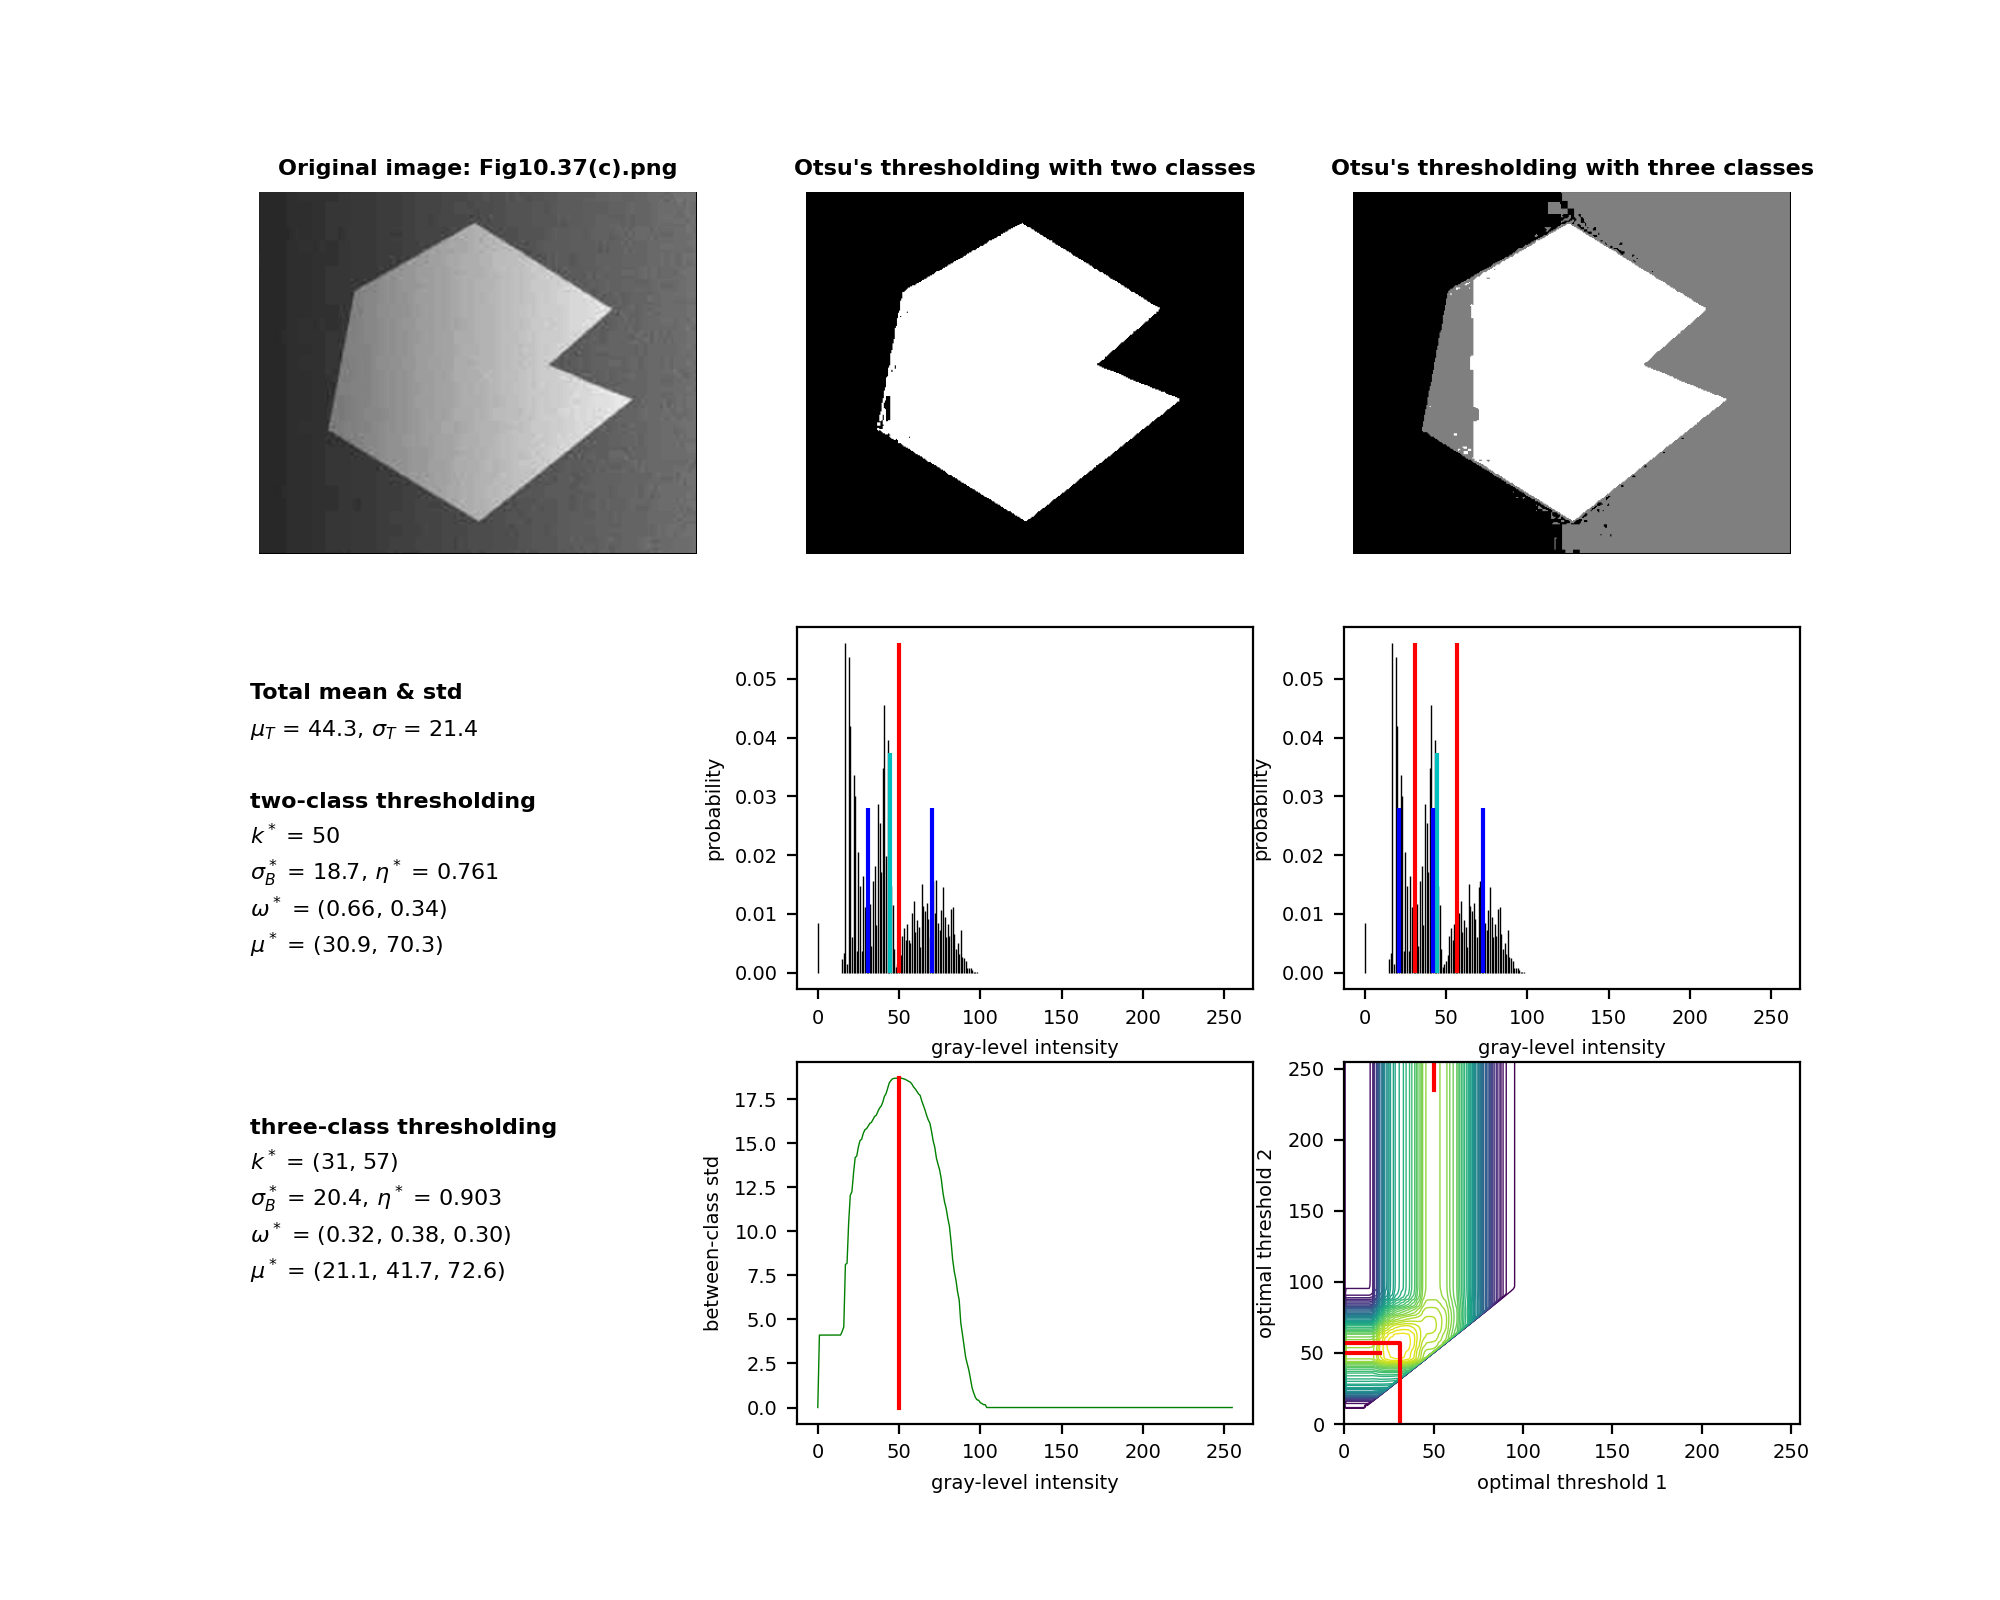 Original image: Fig10.37(c).png
Otsu's thresholding with two classes
Otsu's thresholding with three classes
Total mean & std
μ_T = 44.3, σ_T = 21.4
two-class thresholding
k* = 50
σ_B* = 18.7, η* = 0.761
ω* = (0.66, 0.34)
μ* = (30.9, 70.3)
probability
0.05
0.04
0.03
0.02
0.01
0.00
0 50 100 150 200 250
gray-level intensity
probability
0.05
0.04
0.03
0.02
0.01
0.00
0 50 100 150 200 250
gray-level intensity
three-class thresholding
k* = (31, 57)
σ_B* = 20.4, η* = 0.903
ω* = (0.32, 0.38, 0.30)
μ* = (21.1, 41.7, 72.6)
between-class std
17.5
15.0
12.5
10.0
7.5
5.0
2.5
0.0
0 50 100 150 200 250
gray-level intensity
optimal threshold 2
250
200
150
100
50
0
0 50 100 150 200 250
optimal threshold 1